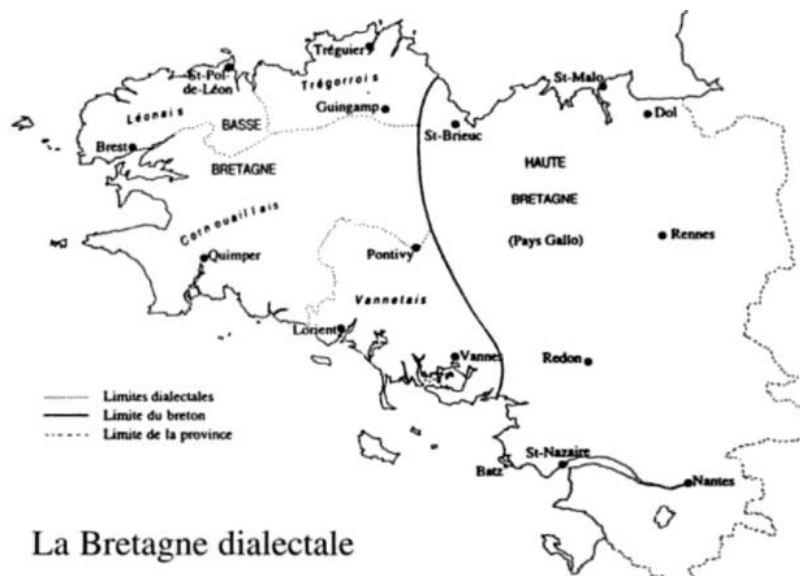 Tréguier
St-Pol-
de-Léon
Trégorrois
St-Malo
Léonais
Guingamp
Dol
BASSE
St-Brieuc
Brest
HAUTE
BRETAGNE
BRETAGNE
Cornouaillais
(Pays Gallo)
Rennes
Quimper
Pontivy
Vannetais
Lorient
Vannes
Redon
Limites dialectales
Limite du breton
Limite de la province
St-Nazaire
Batz
Nantes
La Bretagne dialectale